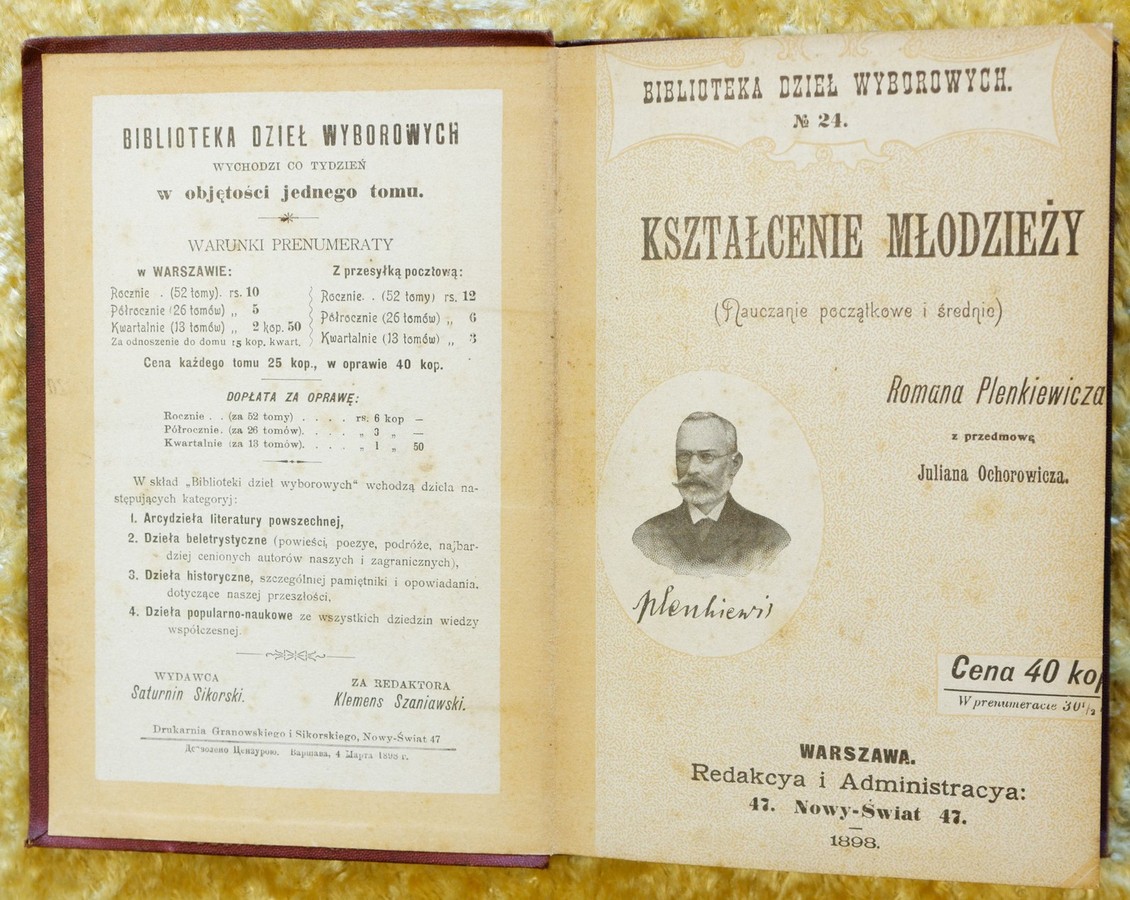 BIBLIOTEKA DZIEŁ WYBOROWYCH
WYCHODZI CO TYDZIEŃ
w objętości jednego tomu.
WARUNKI PRENUMERATY
w WARSZAWIE:
Rocznie . (52 tomy). rs. 10
Półrocznie (26 tomów) „ 5
Kwartalnie (13 tomów) „ 2 kop. 50
Za odnoszenie do domu 15 kop. kwart.
Z przesyłką pocztową:
Rocznie. . (52 tomy) rs. 12
Półrocznie (26 tomów) „ 6
Kwartalnie (13 tomów) „ 3
Cena każdego tomu 25 kop., w oprawie 40 kop.
DOPŁATA ZA OPRAWĘ:
Rocznie . . (za 52 tomy) . . . . rs. 6 kop —
Półrocznie. (za 26 tomów). . . . „ 3 „ —
Kwartalnie (za 13 tomów). . . . „ 1 „ 50
W skład „Biblioteki dzieł wyborowych" wchodzą dzieła na-
stępujących kategoryj:
1. Arcydzieła literatury powszechnej,
2. Dzieła beletrystyczne (powieści, poezye, podróże, najbar-
dziej cenionych autorów naszych i zagranicznych),
3. Dzieła historyczne, szczególniej pamiętniki i opowiadania.
dotyczące naszej przeszłości.
4. Dzieła popularno-naukowe ze wszystkich dziedzin wiedzy
współczesnej.
WYDAWCA
Saturnin Sikorski.
ZA REDAKTORA
Klemens Szaniawski.
Drukarnia Granowskiego i Sikorskiego, Nowy-Świat 47
Дозволено Цензурою. Варшава, 4 Марта 1898 г.
BIBLIOTEKA DZIEŁ WYBOROWYCH.
№ 24.
KSZTAŁCENIE MŁODZIEŻY
(Nauczanie początkowe i średnie)
Romana Plenkiewicza
z przedmową
Juliana Ochorowicza.
Plenkiewi
Cena 40 kop
W prenumeracie 30½
WARSZAWA.
Redakcya i Administracya:
47. Nowy-Świat 47.
1898.